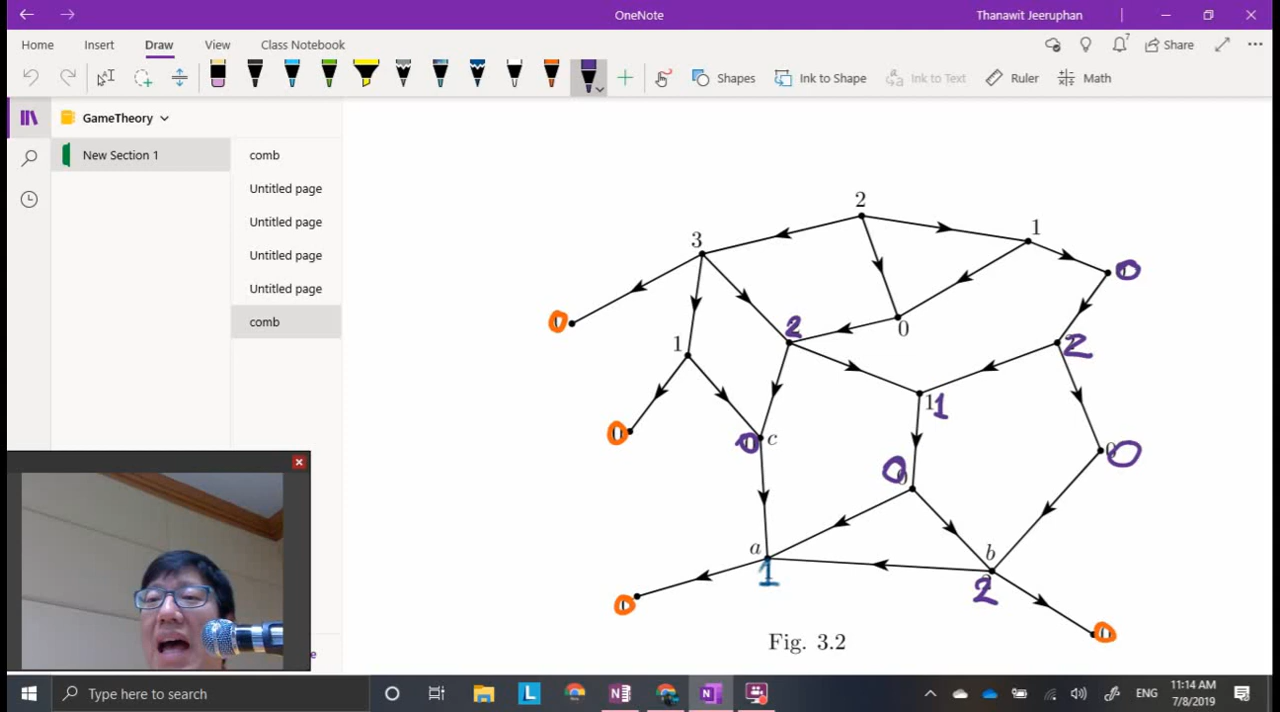 OneNote
Thanawit Jeeruphan
Home Insert Draw View Class Notebook
7
Share
Shapes Ink to Shape Ink to Text Ruler Math
GameTheory
New Section 1
comb
Untitled page
Untitled page
Untitled page
Untitled page
comb
2
1
3
0
0
2
0
1
2
1
1
0
0
c
0
0
a
b
1
2
0
0
Fig. 3.2
Type here to search
ENG
11:14 AM
7/8/2019